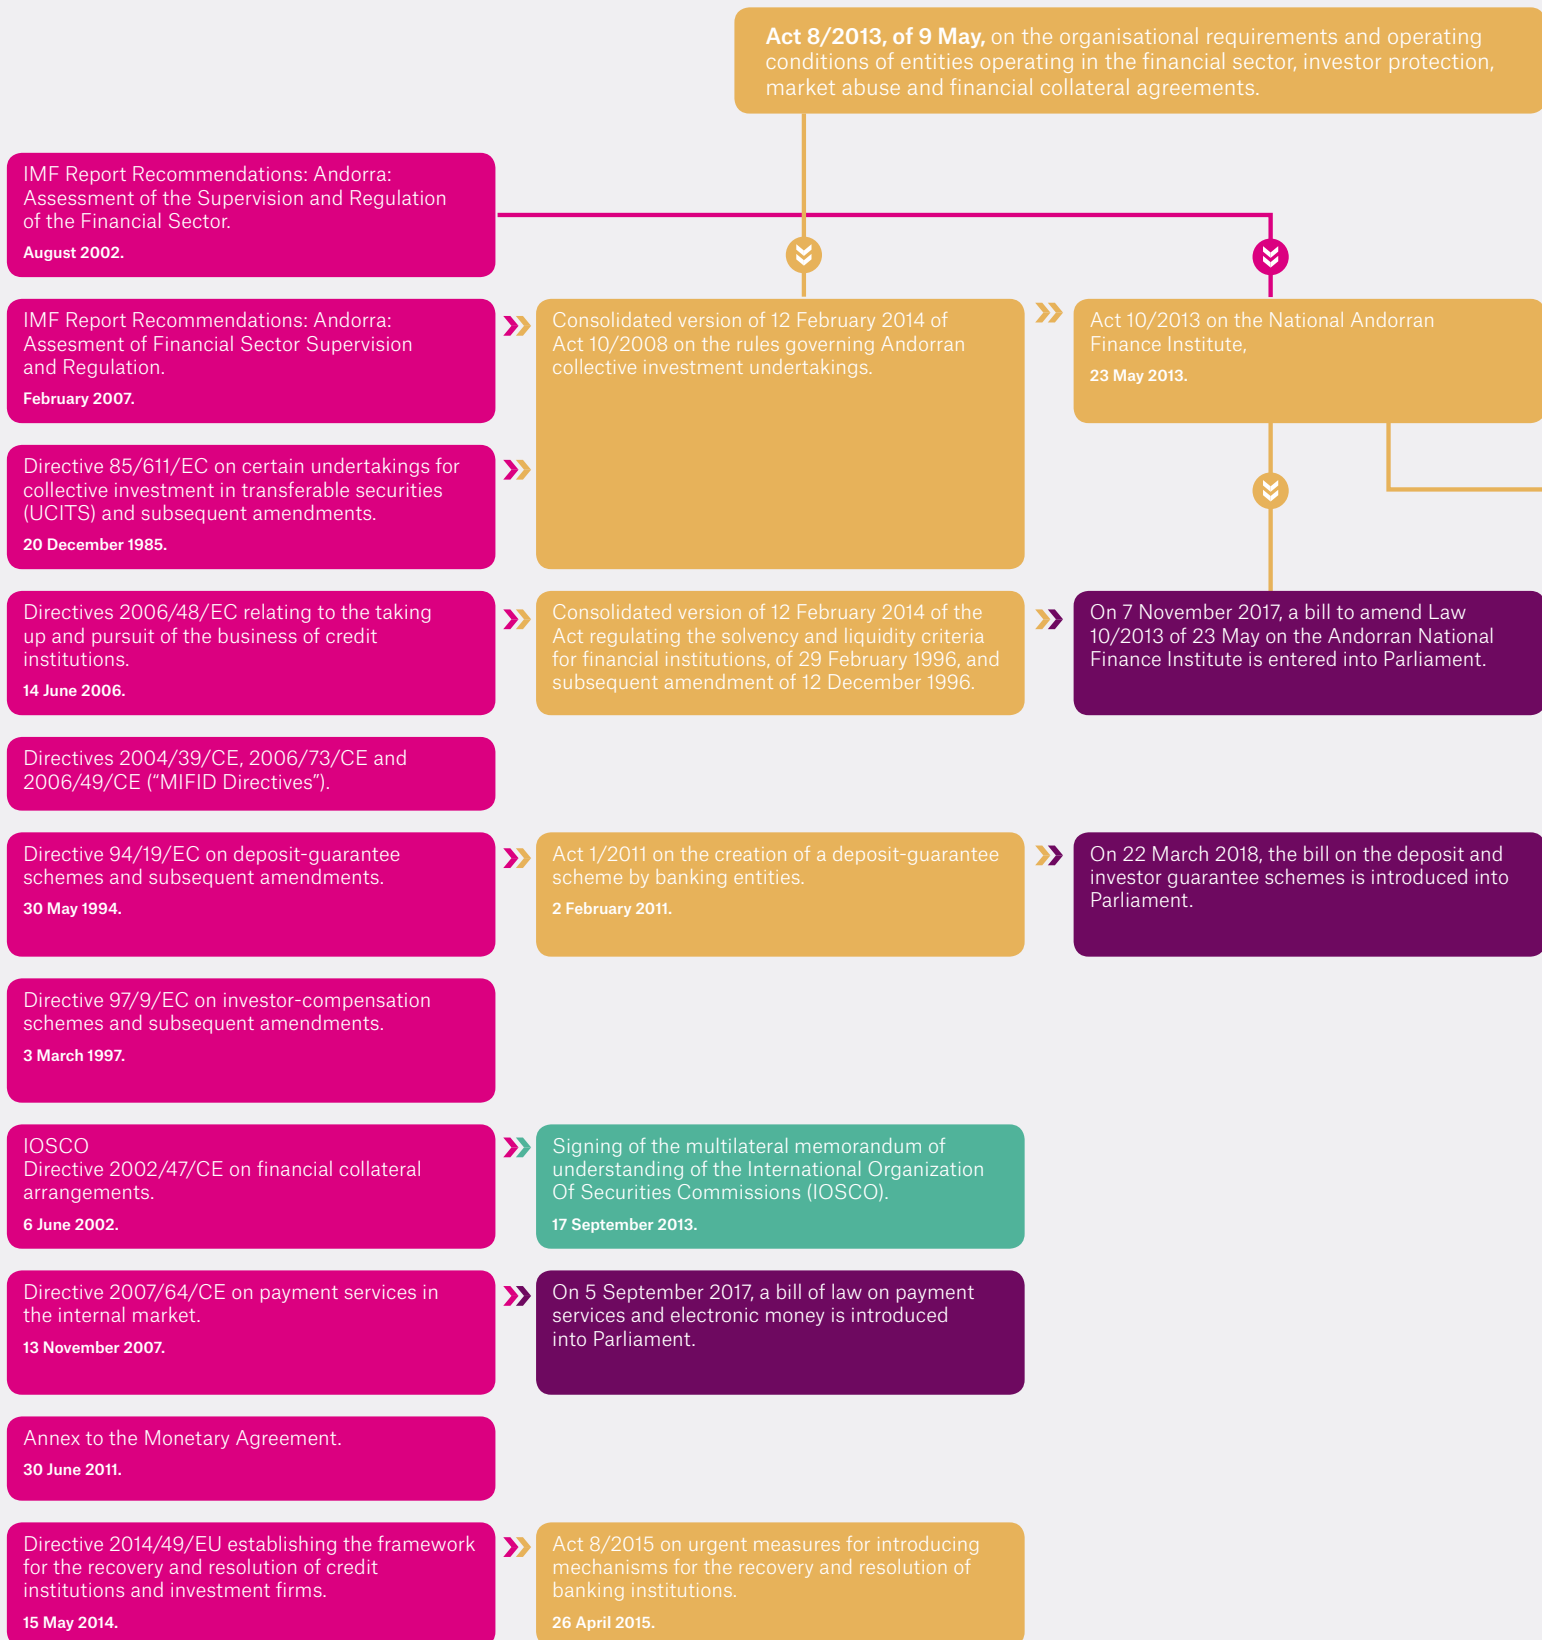 Act 8/2013, of 9 May, on the organisational requirements and operating
conditions of entities operating in the financial sector, investor protection,
market abuse and financial collateral agreements.
IMF Report Recommendations: Andorra:
Assessment of the Supervision and Regulation
of the Financial Sector.
August 2002.
IMF Report Recommendations: Andorra:
Assesment of Financial Sector Supervision
and Regulation.
February 2007.
Consolidated version of 12 February 2014 of
Act 10/2008 on the rules governing Andorran
collective investment undertakings.
Act 10/2013 on the National Andorran
Finance Institute,
23 May 2013.
Directive 85/611/EC on certain undertakings for
collective investment in transferable securities
(UCITS) and subsequent amendments.
20 December 1985.
Directives 2006/48/EC relating to the taking
up and pursuit of the business of credit
institutions.
14 June 2006.
Consolidated version of 12 February 2014 of the
Act regulating the solvency and liquidity criteria
for financial institutions, of 29 February 1996, and
subsequent amendment of 12 December 1996.
On 7 November 2017, a bill to amend Law
10/2013 of 23 May on the Andorran National
Finance Institute is entered into Parliament.
Directives 2004/39/CE, 2006/73/CE and
2006/49/CE (“MIFID Directives”).
Directive 94/19/EC on deposit-guarantee
schemes and subsequent amendments.
30 May 1994.
Act 1/2011 on the creation of a deposit-guarantee
scheme by banking entities.
2 February 2011.
On 22 March 2018, the bill on the deposit and
investor guarantee schemes is introduced into
Parliament.
Directive 97/9/EC on investor-compensation
schemes and subsequent amendments.
3 March 1997.
IOSCO
Directive 2002/47/CE on financial collateral
arrangements.
6 June 2002.
Signing of the multilateral memorandum of
understanding of the International Organization
Of Securities Commissions (IOSCO).
17 September 2013.
Directive 2007/64/CE on payment services in
the internal market.
13 November 2007.
On 5 September 2017, a bill of law on payment
services and electronic money is introduced
into Parliament.
Annex to the Monetary Agreement.
30 June 2011.
Directive 2014/49/EU establishing the framework
for the recovery and resolution of credit
institutions and investment firms.
15 May 2014.
Act 8/2015 on urgent measures for introducing
mechanisms for the recovery and resolution of
banking institutions.
26 April 2015.